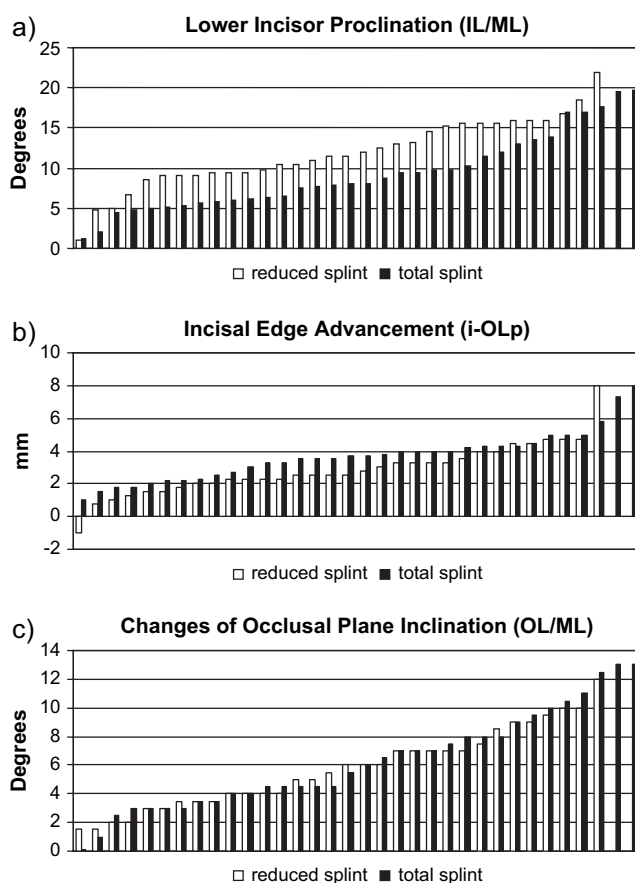 a) Lower Incisor Proclination (IL/ML)
Degrees
25
20
15
10
5
0
reduced splint total splint
b) Incisal Edge Advancement (i-OLp)
mm
10
8
6
4
2
0
-2
reduced splint total splint
c) Changes of Occlusal Plane Inclination (OL/ML)
Degrees
14
12
10
8
6
4
2
0
reduced splint total splint